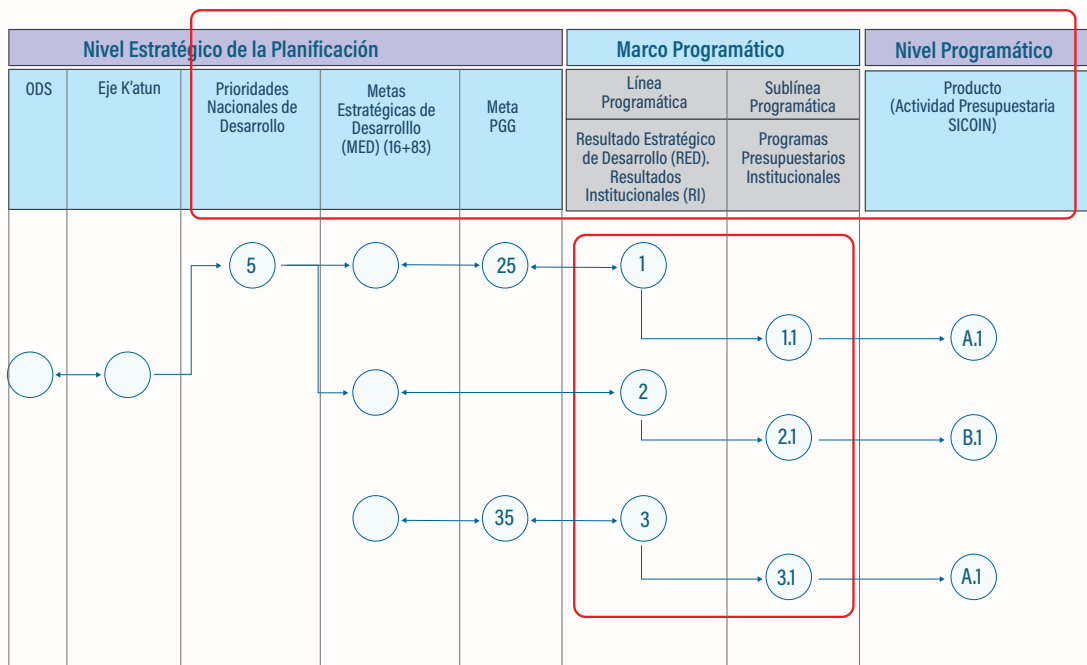 Nivel Estratégico de la Planificación
Marco Programático
Nivel Programático
ODS
Eje K'atun
Prioridades
Nacionales de
Desarrollo
Metas
Estratégicas de
Desarrolllo
(MED) (16+83)
Meta
PGG
Línea
Programática
Sublínea
Programática
Resultado Estratégico
de Desarrollo (RED).
Resultados
Institucionales (RI)
Programas
Presupuestarios
Institucionales
Producto
(Actividad Presupuestaria
SICOIN)
5
25
1
1.1
A.1
2
2.1
B.1
35
3
3.1
A.1